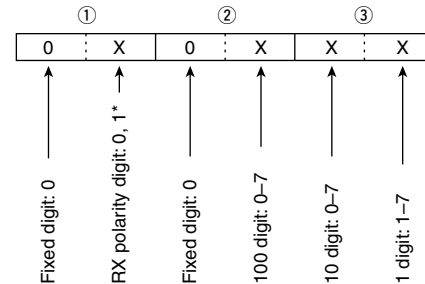 ① ② ③
0 X 0 X X X
Fixed digit: 0
RX polarity digit: 0, 1*
Fixed digit: 0
100 digit: 0–7
10 digit: 0–7
1 digit: 1–7